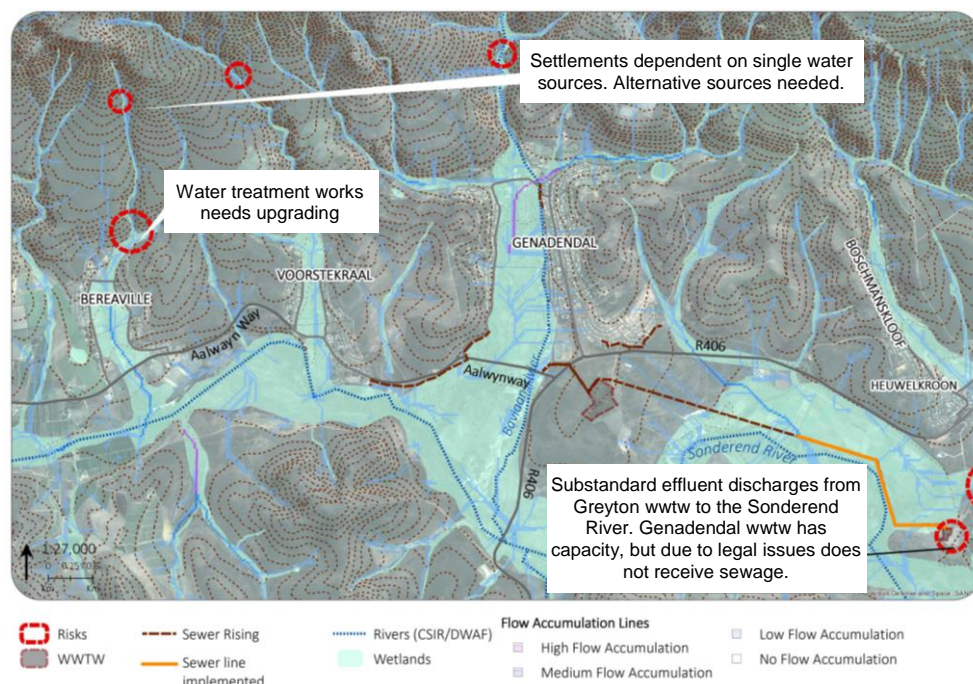 Settlements dependent on single water
sources. Alternative sources needed.
Water treatment works
needs upgrading
GENADENDAL
VOORSTEKRAAL
BEREAVILLE
BOSCHMANSKLOOF
Aalwayn Way
R406
Aalwynway
HEUWELKROON
Sonderend River
R406
Substandard effluent discharges from
Greyton wwtw to the Sonderend
River. Genadendal wwtw has
capacity, but due to legal issues does
not receive sewage.
1:27,000
Risks
WWTW
Sewer Rising
Sewer line
implemented
Rivers (CSIR/DWAF)
Wetlands
Flow Accumulation Lines
High Flow Accumulation
Medium Flow Accumulation
Low Flow Accumulation
No Flow Accumulation